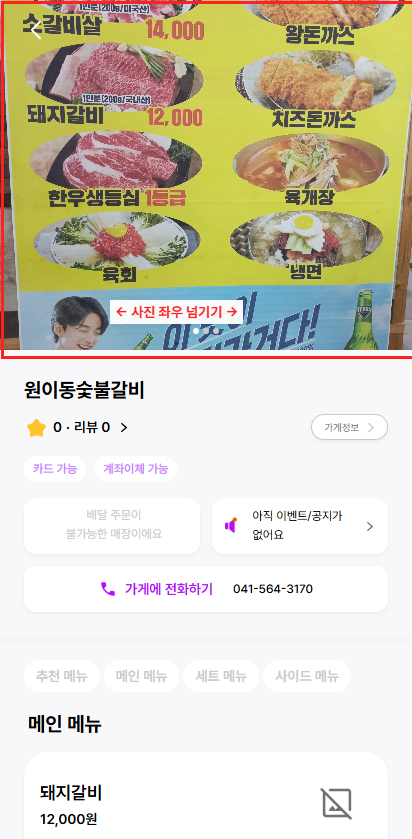 1인분(200g/미국산)
소갈비살 14,000
왕돈까스
1인분(200g/국내산)
돼지갈비 12,000
치즈돈까스
한우생등심 1등급
육개장
육회
냉면
← 사진 좌우 넘기기 →
TERRA
원이동숯불갈비
0 · 리뷰 0 >
가게정보 >
카드 가능 계좌이체 가능
배달 주문이
불가능한 매장이에요
아직 이벤트/공지가
없어요
가게에 전화하기 041-564-3170
추천 메뉴 메인 메뉴 세트 메뉴 사이드 메뉴
메인 메뉴
돼지갈비
12,000원